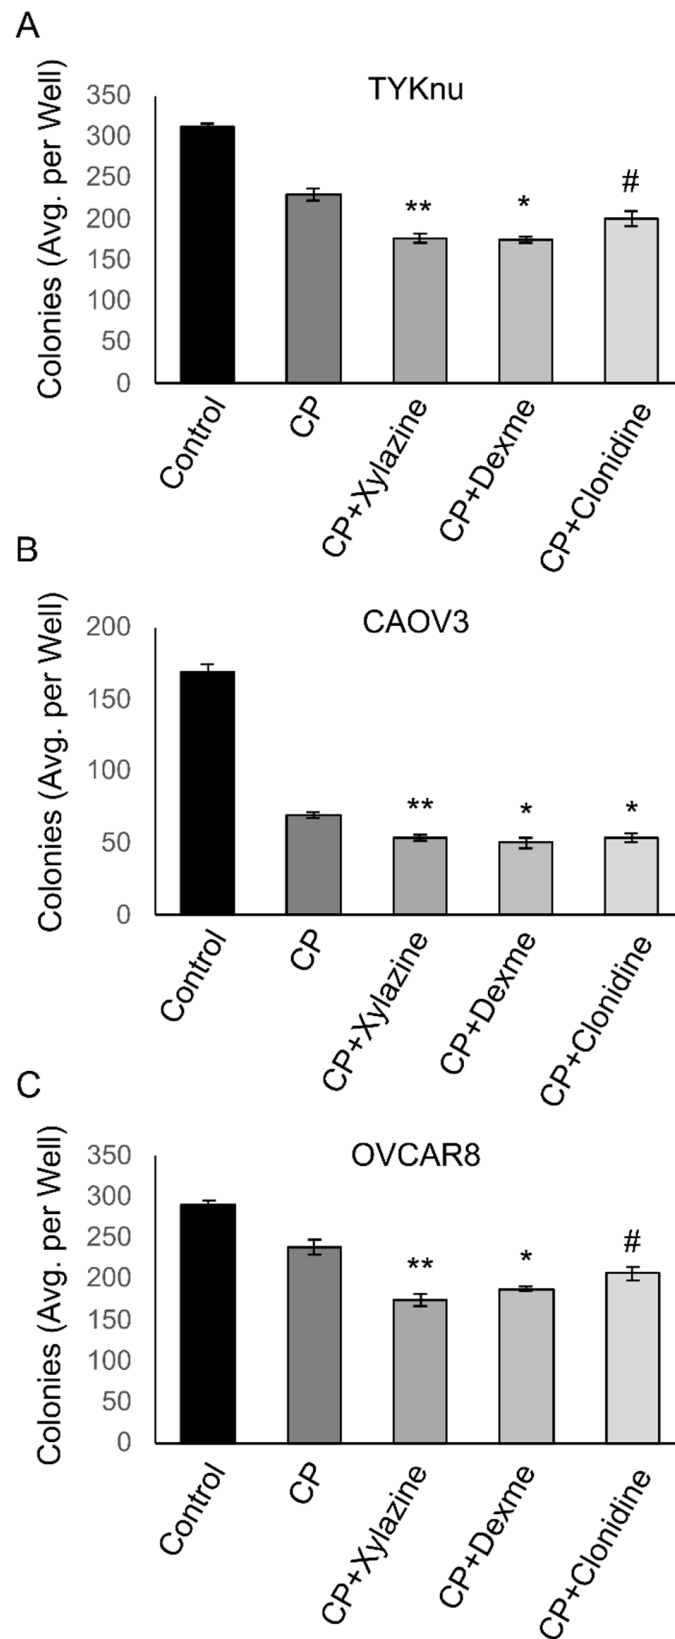 A
TYKnu
Colonies (Avg. per Well)
350
300
250
200
150
100
50
0
**
*
#
Control
CP
CP+Xylazine
CP+Dexme
CP+Clonidine
B
CAOV3
Colonies (Avg. per Well)
200
150
100
50
0
**
*
*
Control
CP
CP+Xylazine
CP+Dexme
CP+Clonidine
C
OVCAR8
Colonies (Avg. per Well)
350
300
250
200
150
100
50
0
**
*
#
Control
CP
CP+Xylazine
CP+Dexme
CP+Clonidine